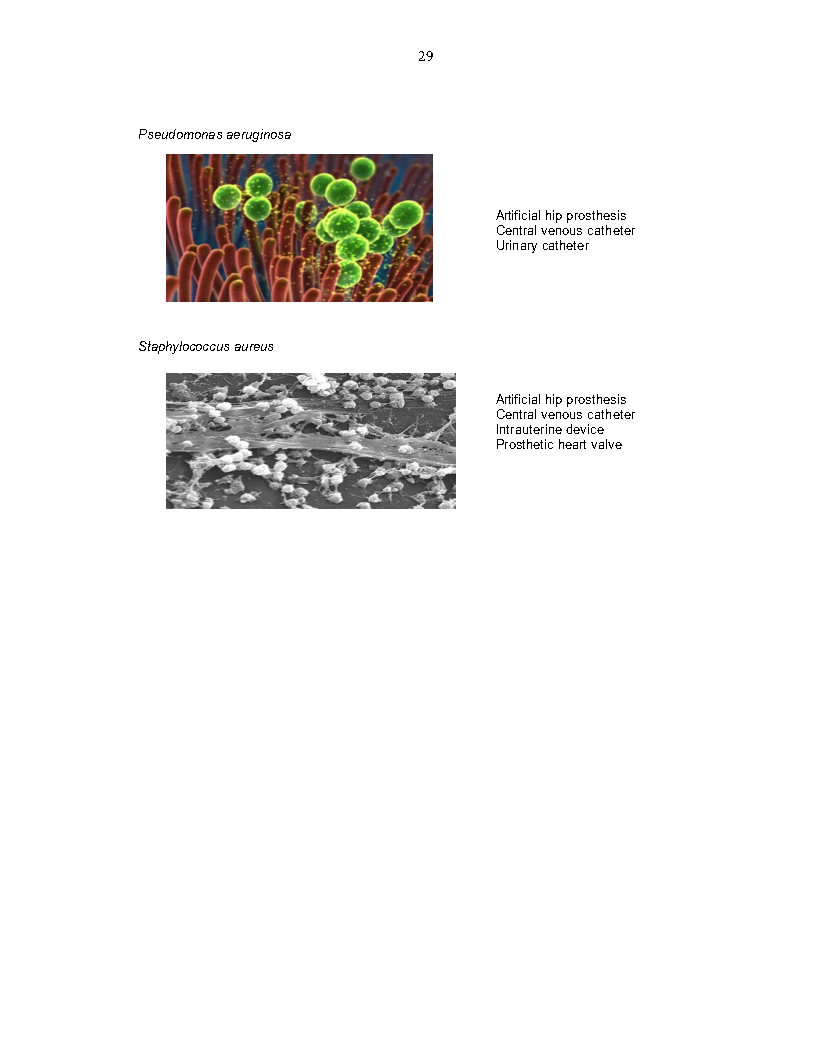 29
Pseudomonas aeruginosa
Artificial hip prosthesis
Central venous catheter
Urinary catheter
Staphylococcus aureus
Artificial hip prosthesis
Central venous catheter
Intrauterine device
Prosthetic heart valve